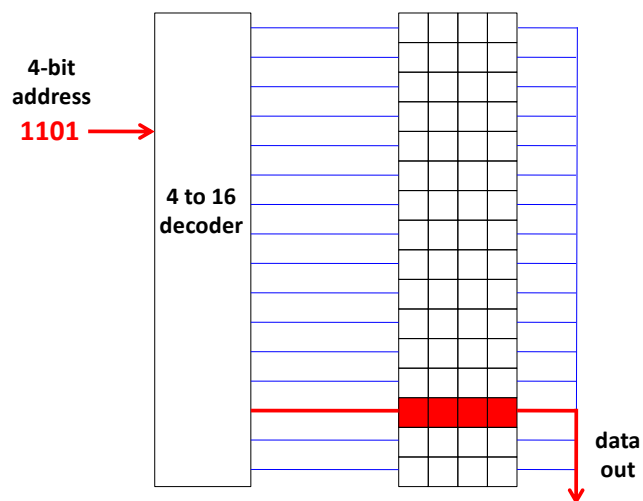 4-bit
address
1101
4 to 16
decoder
data
out